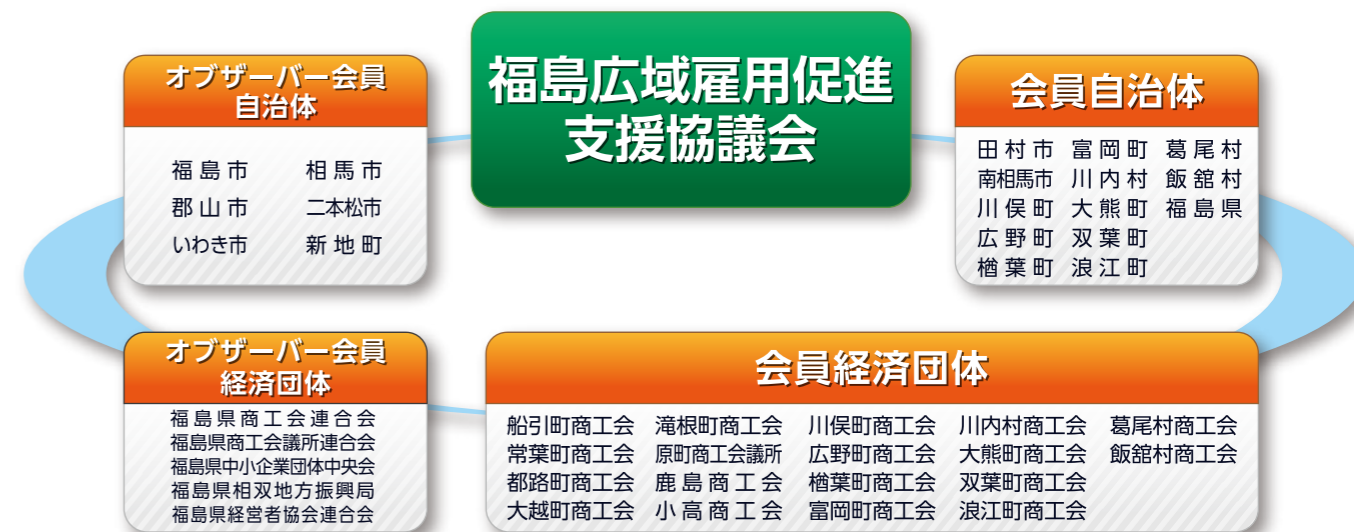 福島広域雇用促進
支援協議会
オブザーバー会員
自治体
福島市 相馬市
郡山市 二本松市
いわき市 新地町
会員自治体
田村市 富岡町 葛尾村
南相馬市 川内村 飯舘村
川俣町 大熊町 福島県
広野町 双葉町
楢葉町 浪江町
オブザーバー会員
経済団体
福島県商工会連合会
福島県商工会議所連合会
福島県中小企業団体中央会
福島県相双地方振興局
福島県経営者協会連合会
会員経済団体
船引町商工会 滝根町商工会 川俣町商工会 川内村商工会 葛尾村商工会
常葉町商工会 原町商工会議所 広野町商工会 大熊町商工会 飯舘村商工会
都路町商工会 鹿島商工会 楢葉町商工会 双葉町商工会
大越町商工会 小高商工会 富岡町商工会 浪江町商工会